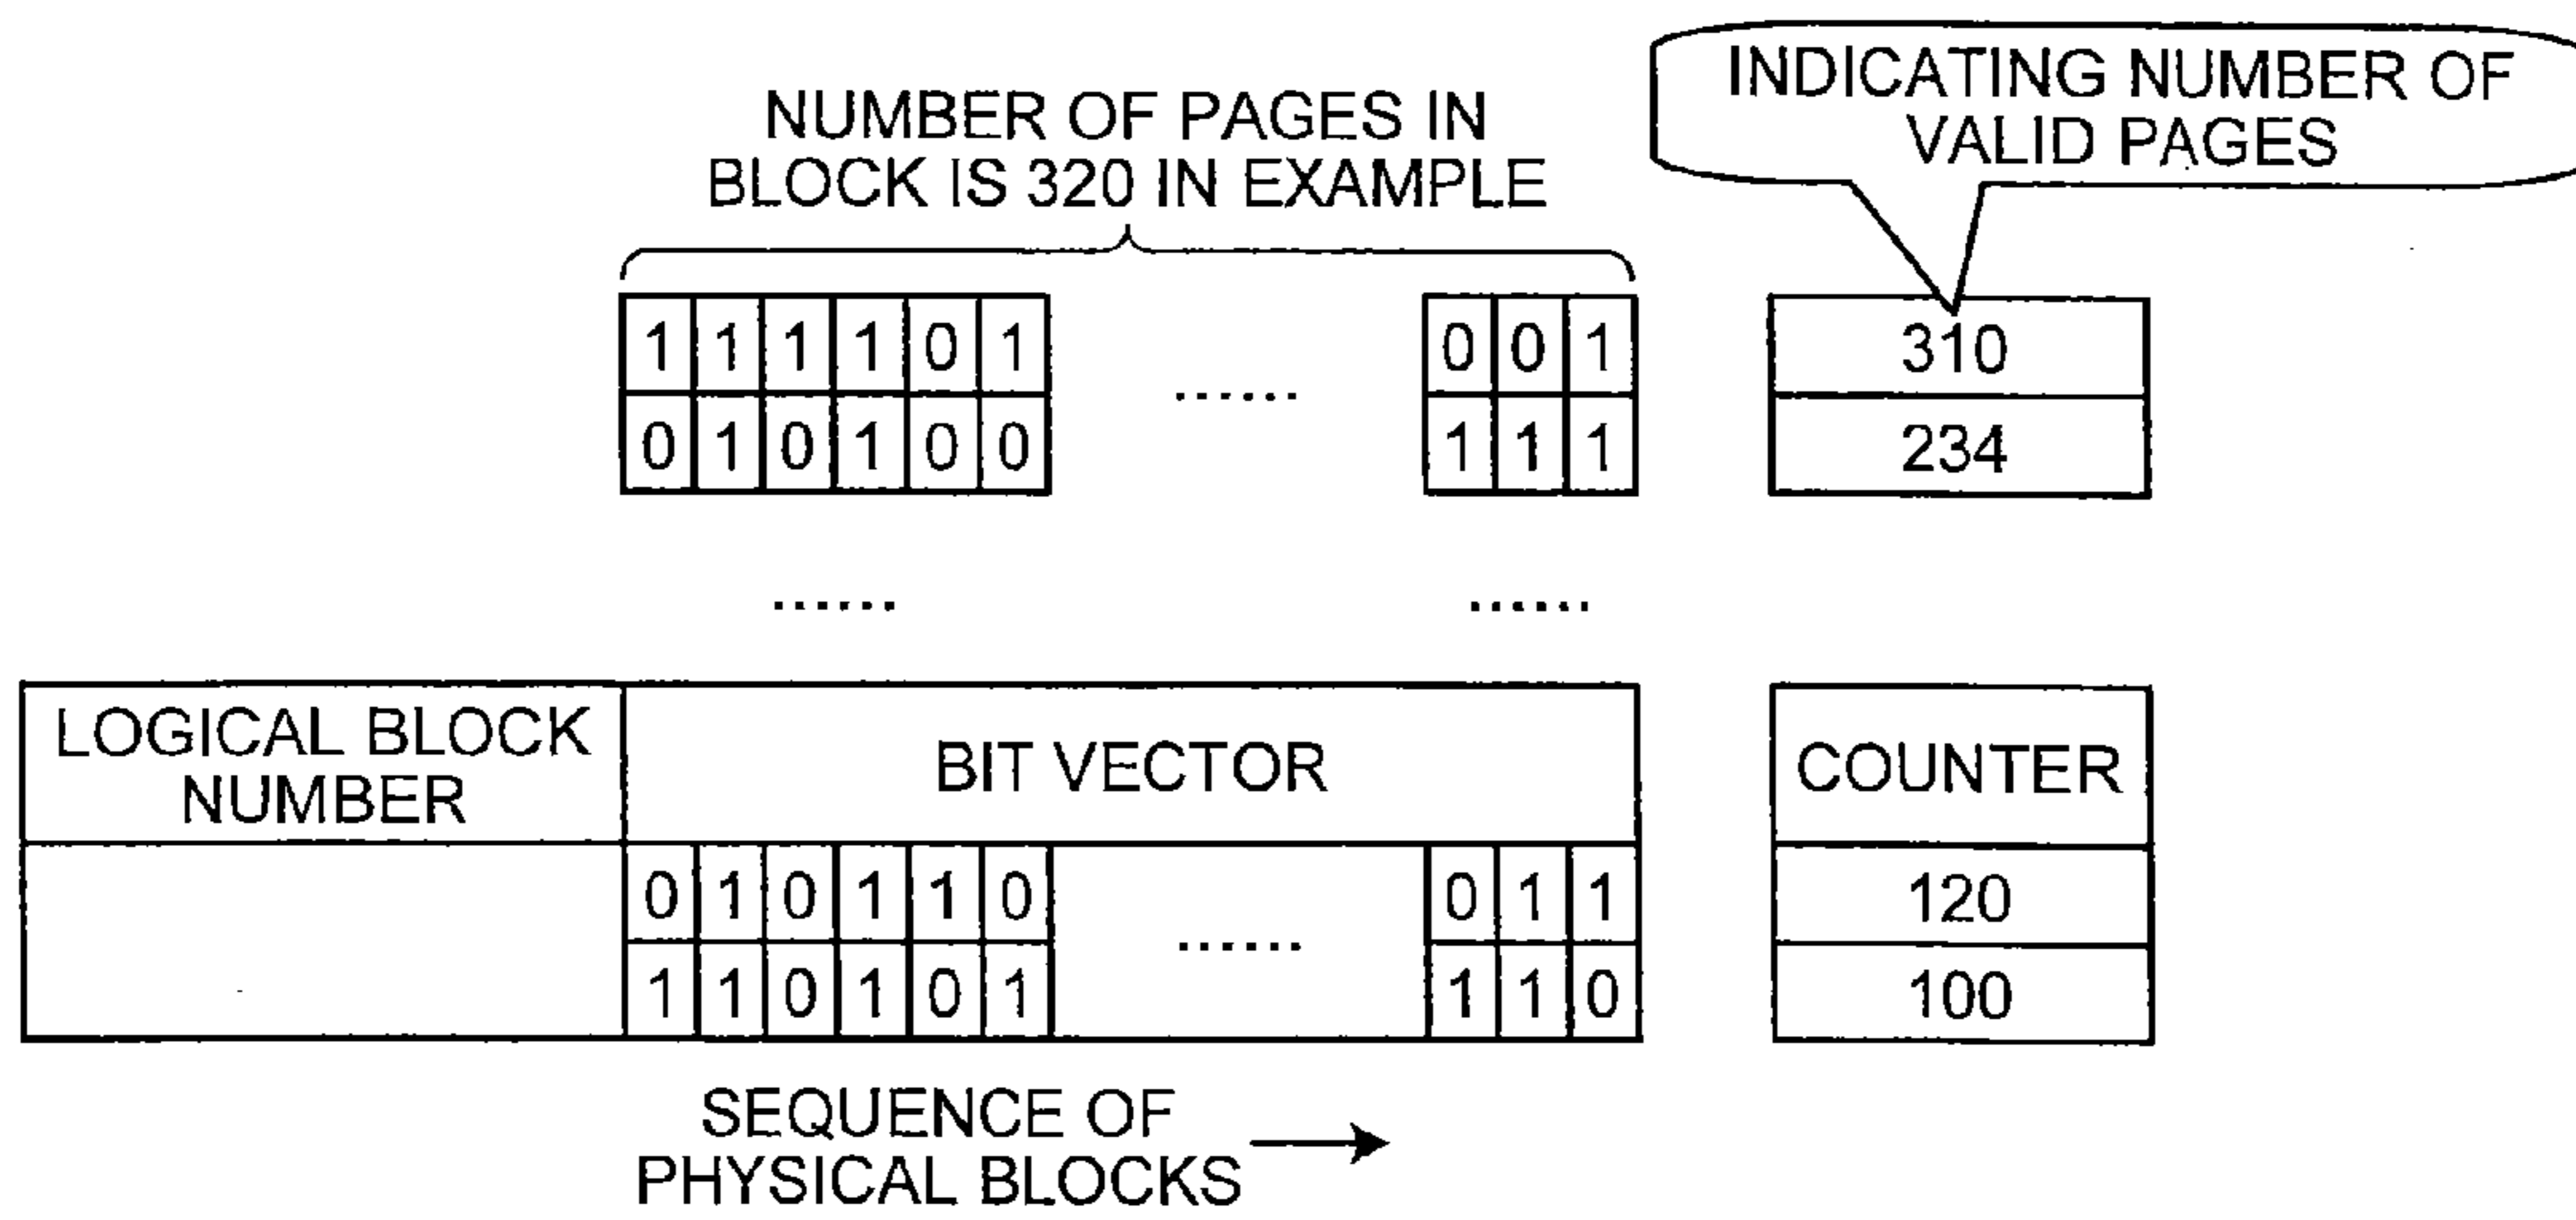 INDICATING NUMBER OF
VALID PAGES
NUMBER OF PAGES IN
BLOCK IS 320 IN EXAMPLE
1 1 1 1 0 1 ...... 0 0 1 310
0 1 0 1 0 0 1 1 1 234
...... ......
LOGICAL BLOCK
NUMBER
BIT VECTOR
COUNTER
0 1 0 1 1 0 ...... 0 1 1 120
1 1 0 1 0 1 1 1 0 100
SEQUENCE OF
PHYSICAL BLOCKS